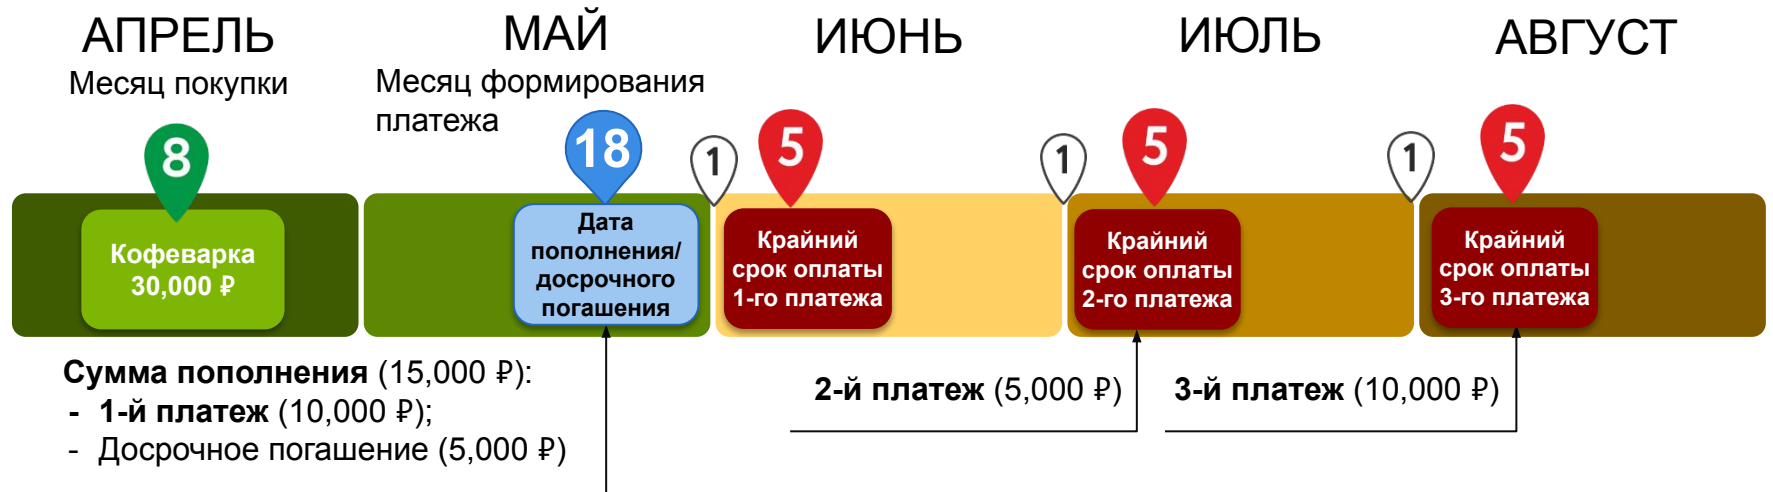 АПРЕЛЬ
Месяц покупки
МАЙ
Месяц формирования
платежа
ИЮНЬ
ИЮЛЬ
АВГУСТ
8
18
1
5
1
5
1
5
Кофеварка
30,000 ₽
Дата
пополнения/
досрочного
погашения
Крайний
срок оплаты
1-го платежа
Крайний
срок оплаты
2-го платежа
Крайний
срок оплаты
3-го платежа
Сумма пополнения (15,000 ₽):
- 1-й платеж (10,000 ₽);
- Досрочное погашение (5,000 ₽)
2-й платеж (5,000 ₽)
3-й платеж (10,000 ₽)